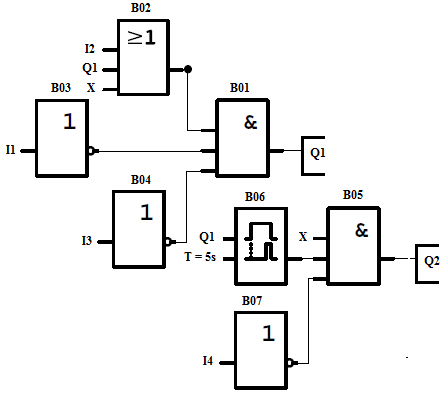 B02
≥1
I2
Q1
X
B03
1
I1
B01
&
Q1
B04
1
I3
B06
Q1
T = 5s
B05
X
&
Q2
B07
1
I4